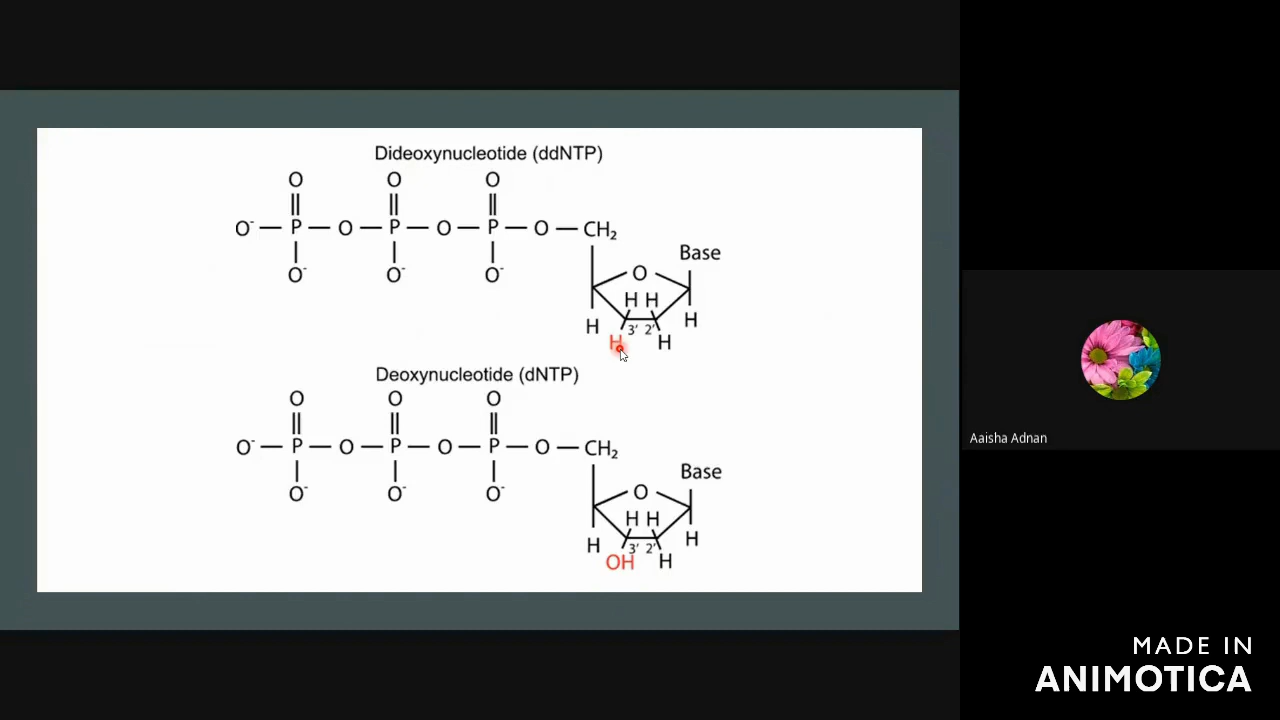 Dideoxynucleotide (ddNTP)
O O O
O⁻ — P — O — P — O — P — O — CH₂
O⁻ O⁻ O⁻
Base
O
H H
H 3' 2' H
H H
Deoxynucleotide (dNTP)
O O O
O⁻ — P — O — P — O — P — O — CH₂
O⁻ O⁻ O⁻
Base
O
H H
H 3' 2' H
OH H
Aaisha Adnan
MADE IN
ANIMOTICA